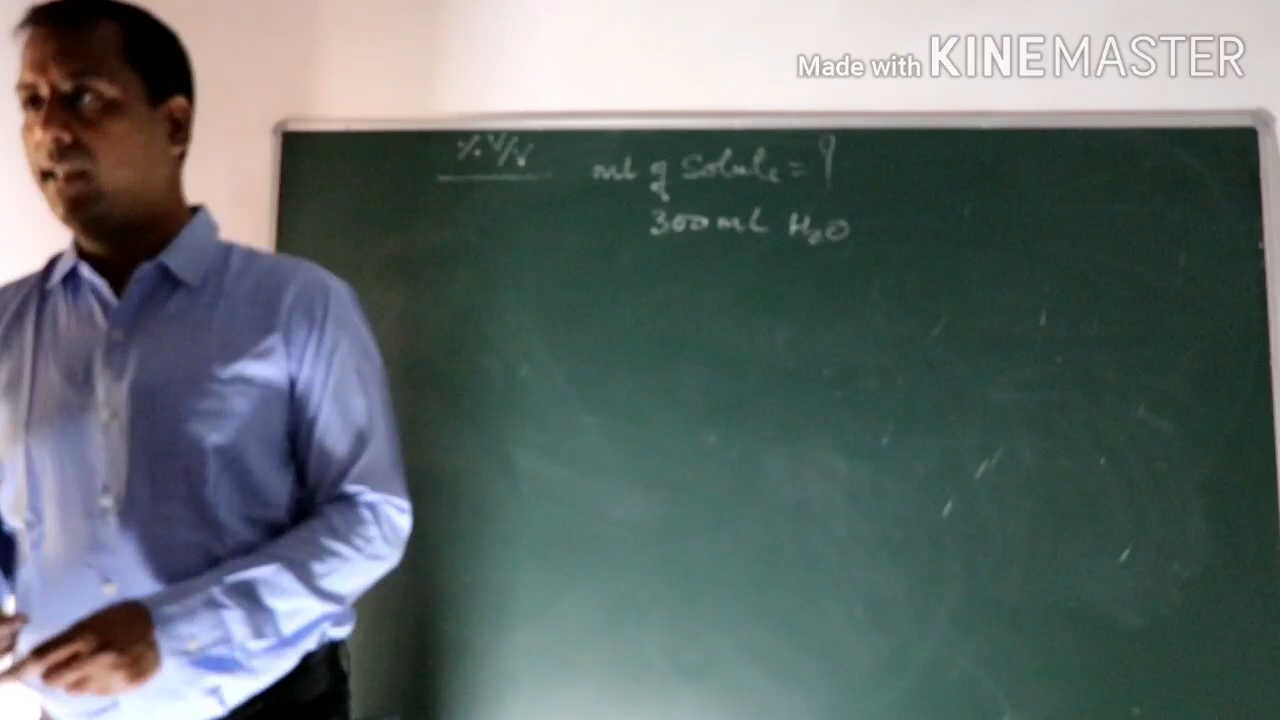 Made with KINEMASTER
%. V/V ml of Solute = ?
300 ml H₂O